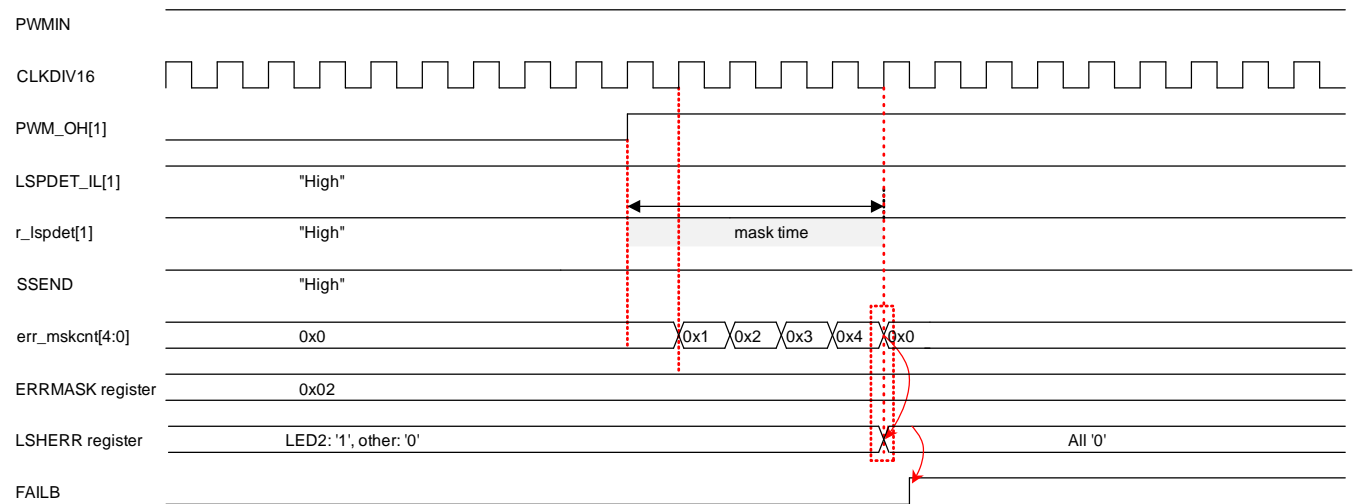 PWMIN
CLKDIV16
PWM_OH[1]
LSPDET_IL[1] "High"
r_lspdet[1] "High" mask time
SSEND "High"
err_mskcnt[4:0] 0x0 0x1 0x2 0x3 0x4 0x0
ERRMASK register 0x02
LSHERR register LED2: '1', other: '0' All '0'
FAILB